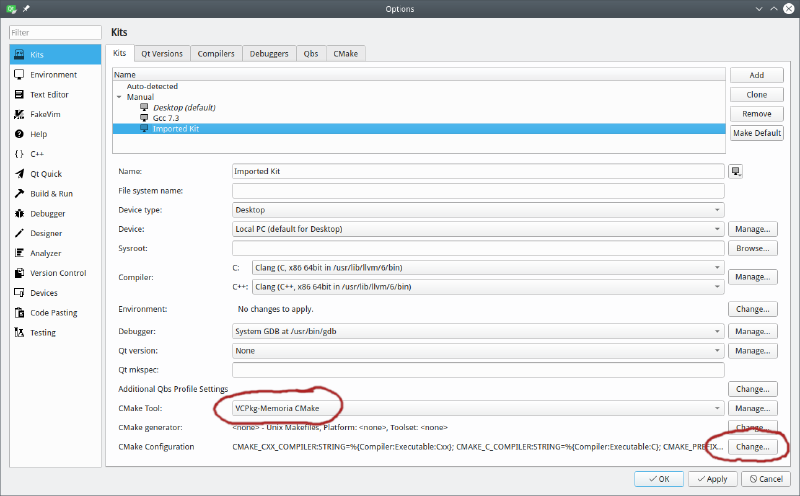 Options
Filter
Kits
Environment
Text Editor
FakeVim
Help
C++
Qt Quick
Build & Run
Debugger
Designer
Analyzer
Version Control
Devices
Code Pasting
Testing
Kits
Kits Qt Versions Compilers Debuggers Qbs CMake
Name
Auto-detected
Manual
Desktop (default)
Gcc 7.3
Imported Kit
Add
Clone
Remove
Make Default
Name: Imported Kit
File system name:
Device type: Desktop
Device: Local PC (default for Desktop) Manage...
Sysroot: Browse...
Compiler: C: Clang (C, x86 64bit in /usr/lib/llvm/6/bin) Manage...
C++: Clang (C++, x86 64bit in /usr/lib/llvm/6/bin)
Environment: No changes to apply. Change...
Debugger: System GDB at /usr/bin/gdb Manage...
Qt version: None Manage...
Qt mkspec:
Additional Qbs Profile Settings Change...
CMake Tool: VCPkg-Memoria CMake Manage...
CMake generator: <none> - Unix Makefiles, Platform: <none>, Toolset: <none> Change...
CMake Configuration CMAKE_CXX_COMPILER:STRING=%{Compiler:Executable:Cxx}; CMAKE_C_COMPILER:STRING=%{Compiler:Executable:C}; CMAKE_PREFIX... Change...
OK Apply Cancel